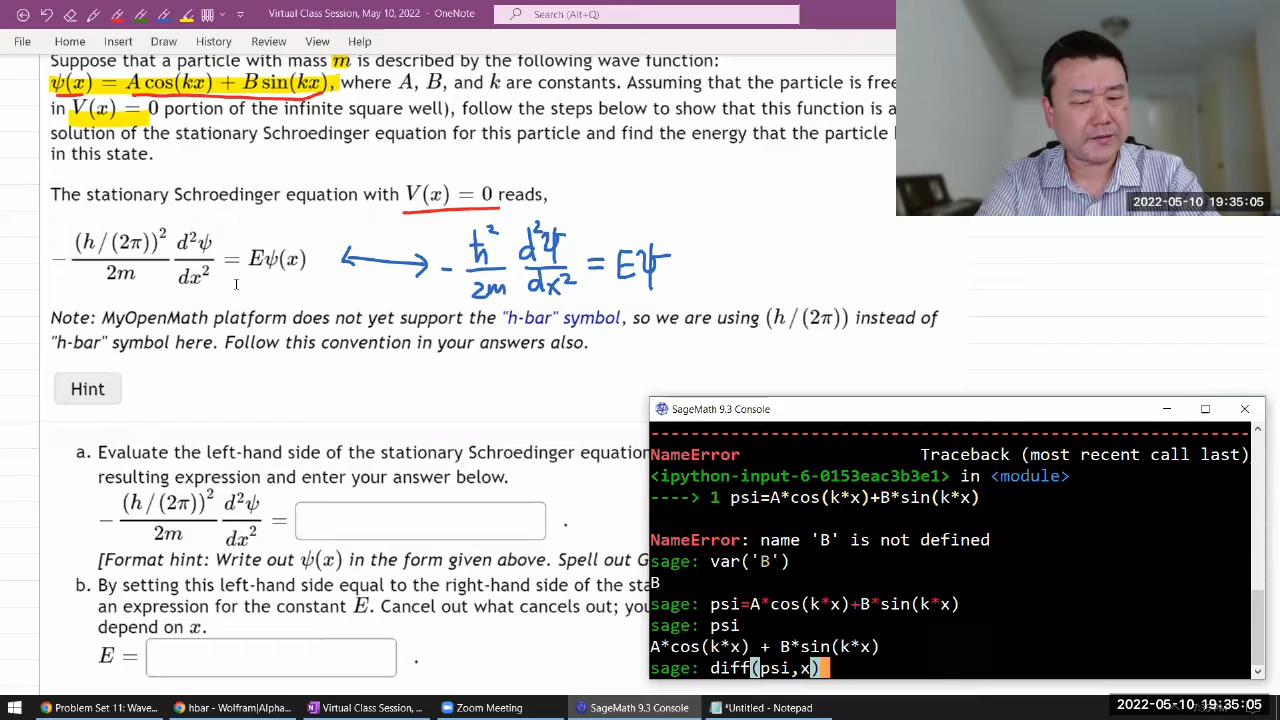 Virtual Class Session, May 10, 2022 - OneNote
Search (Alt+Q)
File Home Insert Draw History Review View Help
Suppose that a particle with mass m is described by the following wave function:
ψ(x) = A cos(kx) + B sin(kx), where A, B, and k are constants. Assuming that the particle is free
in V(x) = 0 portion of the infinite square well), follow the steps below to show that this function is a
solution of the stationary Schroedinger equation for this particle and find the energy that the particle
in this state.
2022-05-10 19:35:05
The stationary Schroedinger equation with V(x) = 0 reads,
− (h/(2π))² / 2m d²ψ / dx² = Eψ(x)
- ħ² / 2m d²ψ / dx² = Eψ
Note: MyOpenMath platform does not yet support the "h-bar" symbol, so we are using (h/(2π)) instead of
"h-bar" symbol here. Follow this convention in your answers also.
Hint
a. Evaluate the left-hand side of the stationary Schroedinger equation
resulting expression and enter your answer below.
− (h/(2π))² / 2m d²ψ / dx² = .
[Format hint: Write out ψ(x) in the form given above. Spell out G
b. By setting this left-hand side equal to the right-hand side of the sta
an expression for the constant E. Cancel out what cancels out; you
depend on x.
E = .
SageMath 9.3 Console
NameError Traceback (most recent call last)
<ipython-input-6-0153eac3b3e1> in <module>
----> 1 psi=A*cos(k*x)+B*sin(k*x)
NameError: name 'B' is not defined
sage: var('B')
B
sage: psi=A*cos(k*x)+B*sin(k*x)
sage: psi
A*cos(k*x) + B*sin(k*x)
sage: diff(psi,x)
Problem Set 11: Wave...
hbar - Wolfram|Alpha...
Virtual Class Session,...
Zoom Meeting
SageMath 9.3 Console
*Untitled - Notepad
2022-05-10 19:35:05